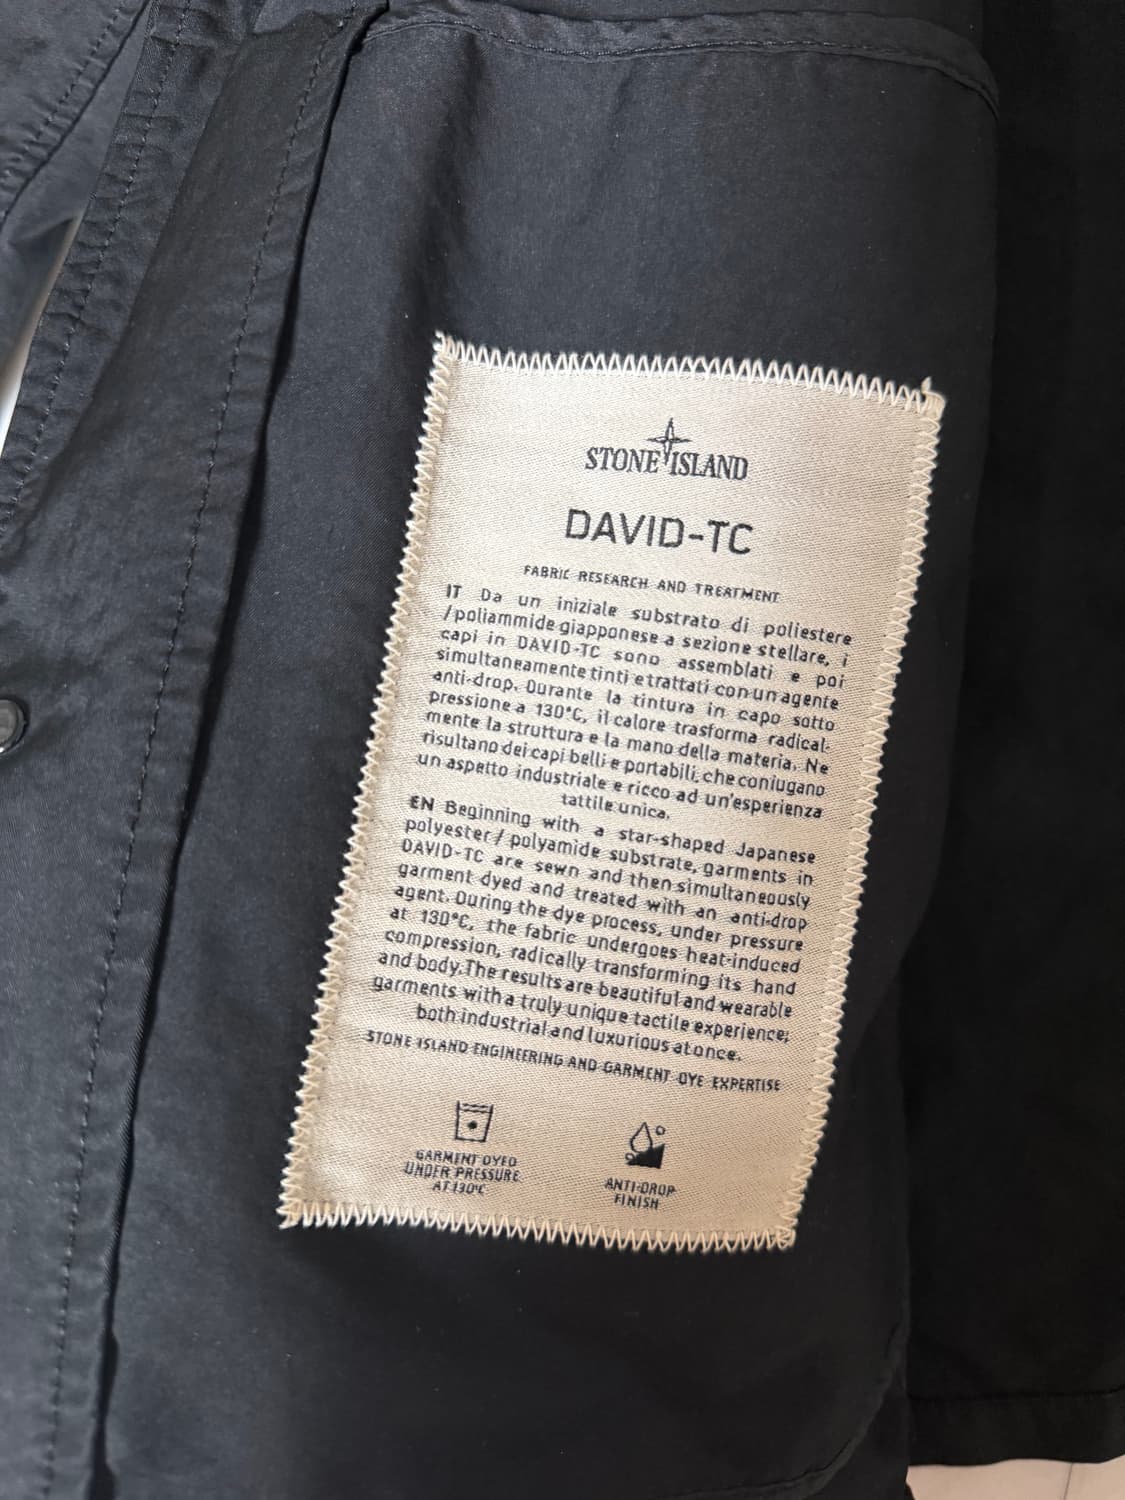 STONE ISLAND
DAVID-TC
FABRIC RESEARCH AND TREATMENT
IT Da un iniziale substrato di poliestere
/poliammide giapponese a sezione stellare, i
capi in DAVID-TC sono assemblati e poi
simultaneamente tinti e trattati con un agente
anti-drop. Durante la tintura in capo sotto
pressione a 130°C, il calore trasforma radical-
mente la struttura e la mano della materia. Ne
risultano dei capi belli e portabili, che coniugano
un aspetto industriale e ricco ad un'esperienza
tattile unica.
EN Beginning with a star-shaped Japanese
polyester/ polyamide substrate, garments in
DAVID-TC are sewn and then simultaneously
garment dyed and treated with an anti-drop
agent. During the dye process, under pressure
at 130°C, the fabric undergoes heat-induced
compression, radically transforming its hand
and body. The results are beautiful and wearable
garments with a truly unique tactile experience;
both industrial and luxurious at once.
STONE ISLAND ENGINEERING AND GARMENT DYE EXPERTISE
GARMENT DYED
UNDER PRESSURE
AT 130°C
ANTI-DROP
FINISH